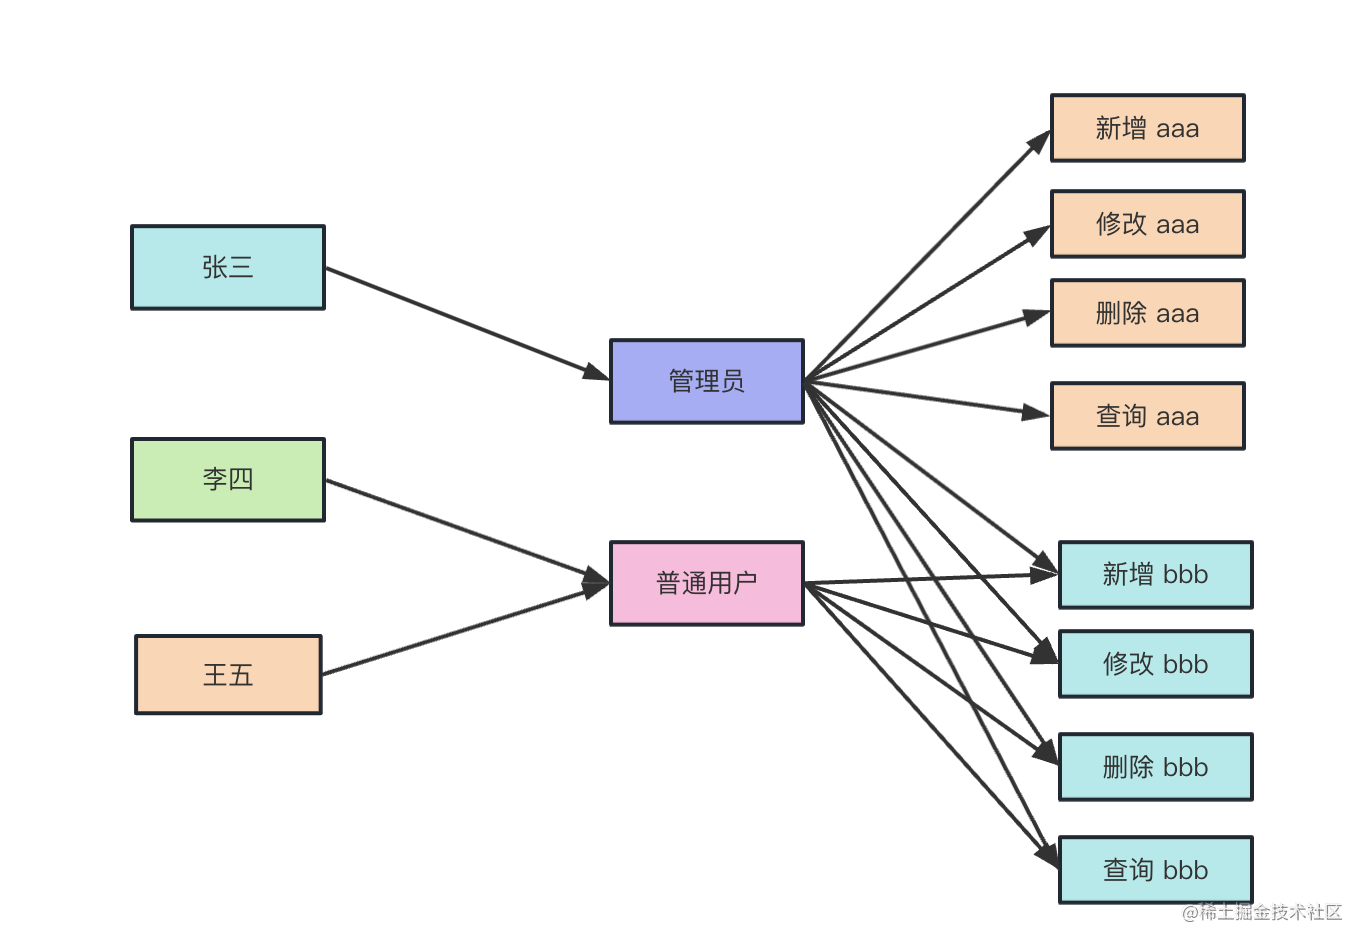 新增 aaa
修改 aaa
张三
删除 aaa
管理员
查询 aaa
李四
新增 bbb
普通用户
修改 bbb
王五
删除 bbb
查询 bbb
@稀土掘金技术社区